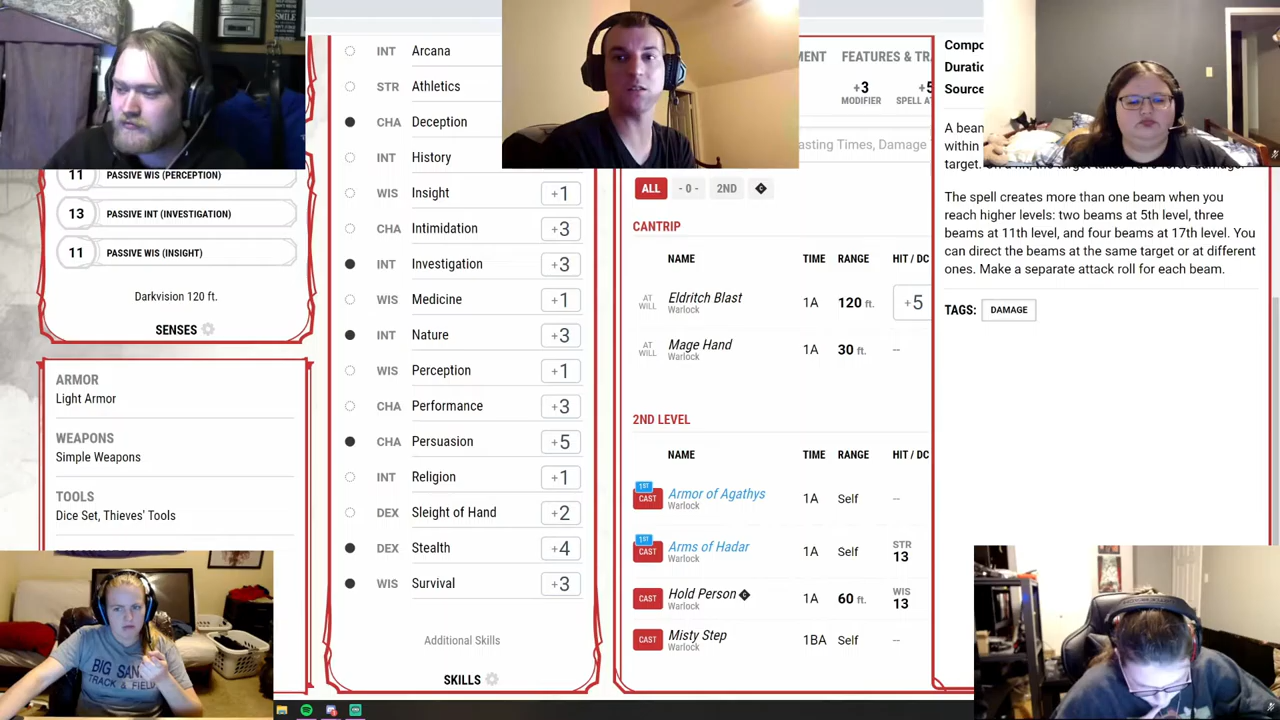 INT Arcana
STR Athletics
CHA Deception
INT History
WIS Insight +1
CHA Intimidation +3
INT Investigation +3
WIS Medicine +1
INT Nature +3
WIS Perception +1
CHA Performance +3
CHA Persuasion +5
INT Religion +1
DEX Sleight of Hand +2
DEX Stealth +4
WIS Survival +3
Additional Skills
SKILLS
11 PASSIVE WIS (PERCEPTION)
13 PASSIVE INT (INVESTIGATION)
11 PASSIVE WIS (INSIGHT)
Darkvision 120 ft.
SENSES
ARMOR
Light Armor
WEAPONS
Simple Weapons
TOOLS
Dice Set, Thieves' Tools
MENT FEATURES & TRA
+3 +5
MODIFIER SPELL AT
asting Times, Damage T
ALL - 0 - 2ND
CANTRIP
NAME TIME RANGE HIT / DC
AT WILL Eldritch Blast 1A 120 ft. +5
Warlock
AT WILL Mage Hand 1A 30 ft. --
Warlock
2ND LEVEL
NAME TIME RANGE HIT / DC
1ST CAST Armor of Agathys 1A Self --
Warlock
1ST CAST Arms of Hadar 1A Self STR 13
Warlock
CAST Hold Person 1A 60 ft. WIS 13
Warlock
CAST Misty Step 1BA Self --
Warlock
Compo
Duratio
Source
A bean
within
target.
The spell creates more than one beam when you
reach higher levels: two beams at 5th level, three
beams at 11th level, and four beams at 17th level. You
can direct the beams at the same target or at different
ones. Make a separate attack roll for each beam.
TAGS: DAMAGE
BIG SAN
TRACK & FIELD
SMILE